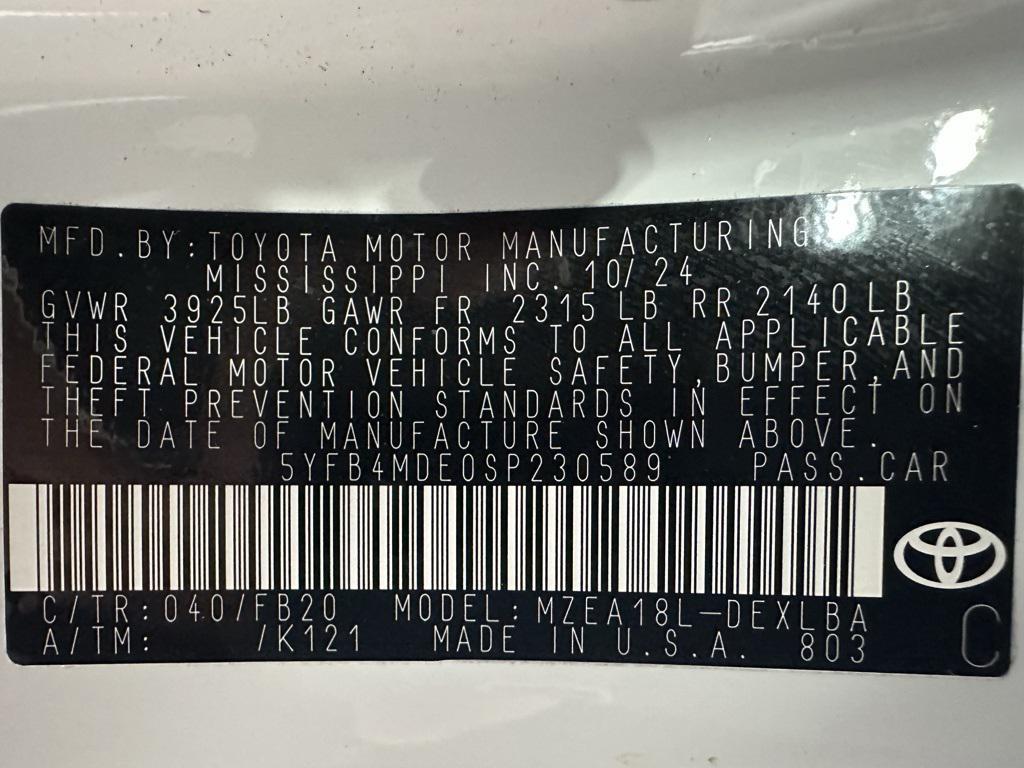 MFD.BY:TOYOTA MOTOR MANUFACTURING
MISSISSIPPI INC. 10/24
GVWR 3925LB GAWR FR 2315 LB RR 2140LB
THIS VEHICLE CONFORMS TO ALL APPLICABLE
FEDERAL MOTOR VEHICLE SAFETY,BUMPER,AND
THEFT PREVENTION STANDARDS IN EFFECT ON
THE DATE OF MANUFACTURE SHOWN ABOVE.
5YFB4MDE0SP230589 PASS.CAR
C/TR:040/FB20 MODEL:MZEA18L-DEXLBA
A/TM: /K121 MADE IN U.S.A. 803
C